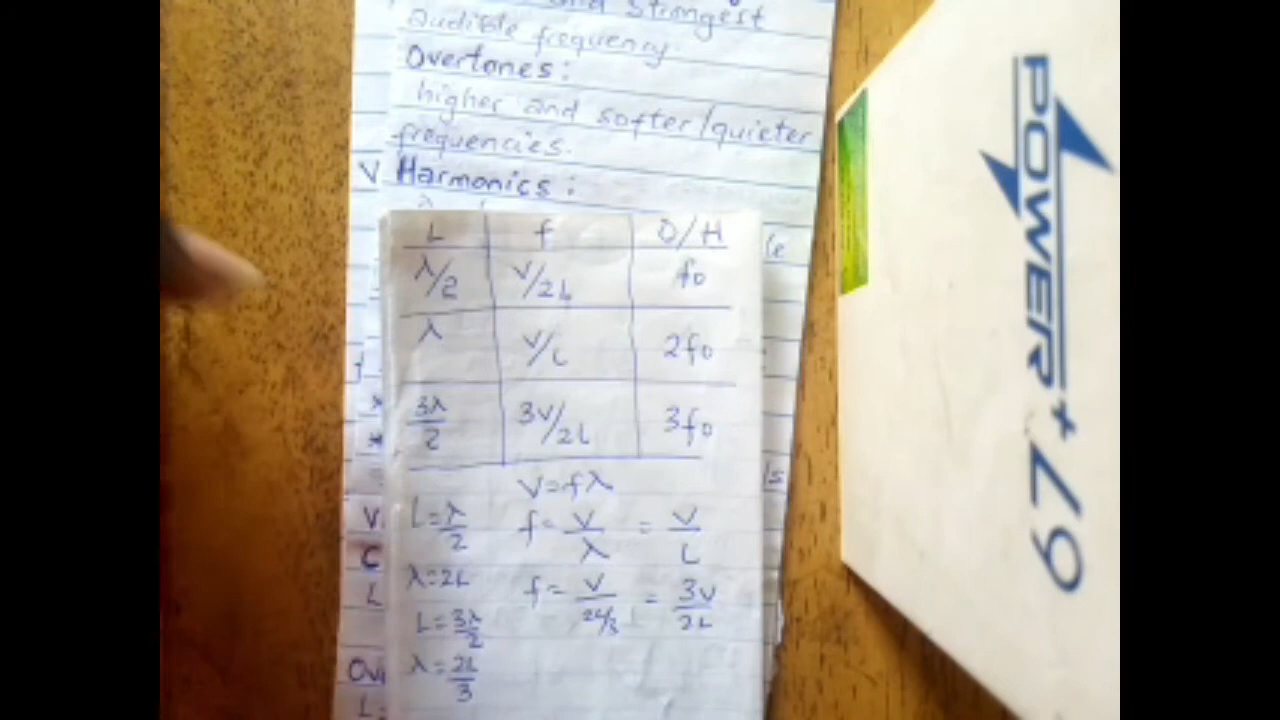 and strongest
audible frequency
Overtones:
higher and softer/quieter
frequencies.
V Harmonics:
L f O/H
λ/2 V/2L f0
λ V/L 2f0
3λ/2 3V/2L 3f0
V=fλ
L=λ/2 f=V/λ = V/L
λ=2L f=V/2L/3 = 3V/2L
L=3λ/2
λ=2L/3
POWER+ L9